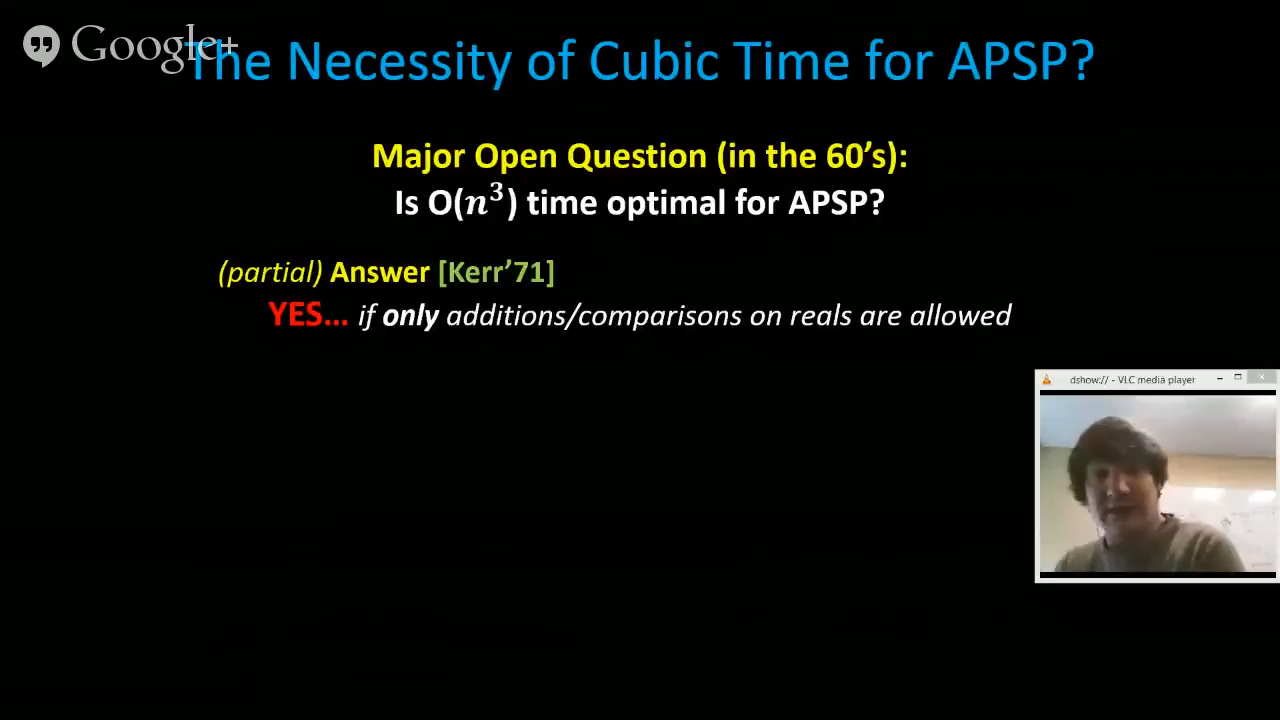 Google+
The Necessity of Cubic Time for APSP?
Major Open Question (in the 60's):
Is O(𝒏³) time optimal for APSP?
(partial) Answer [Kerr'71]
YES... if only additions/comparisons on reals are allowed
dshow:// - VLC media player